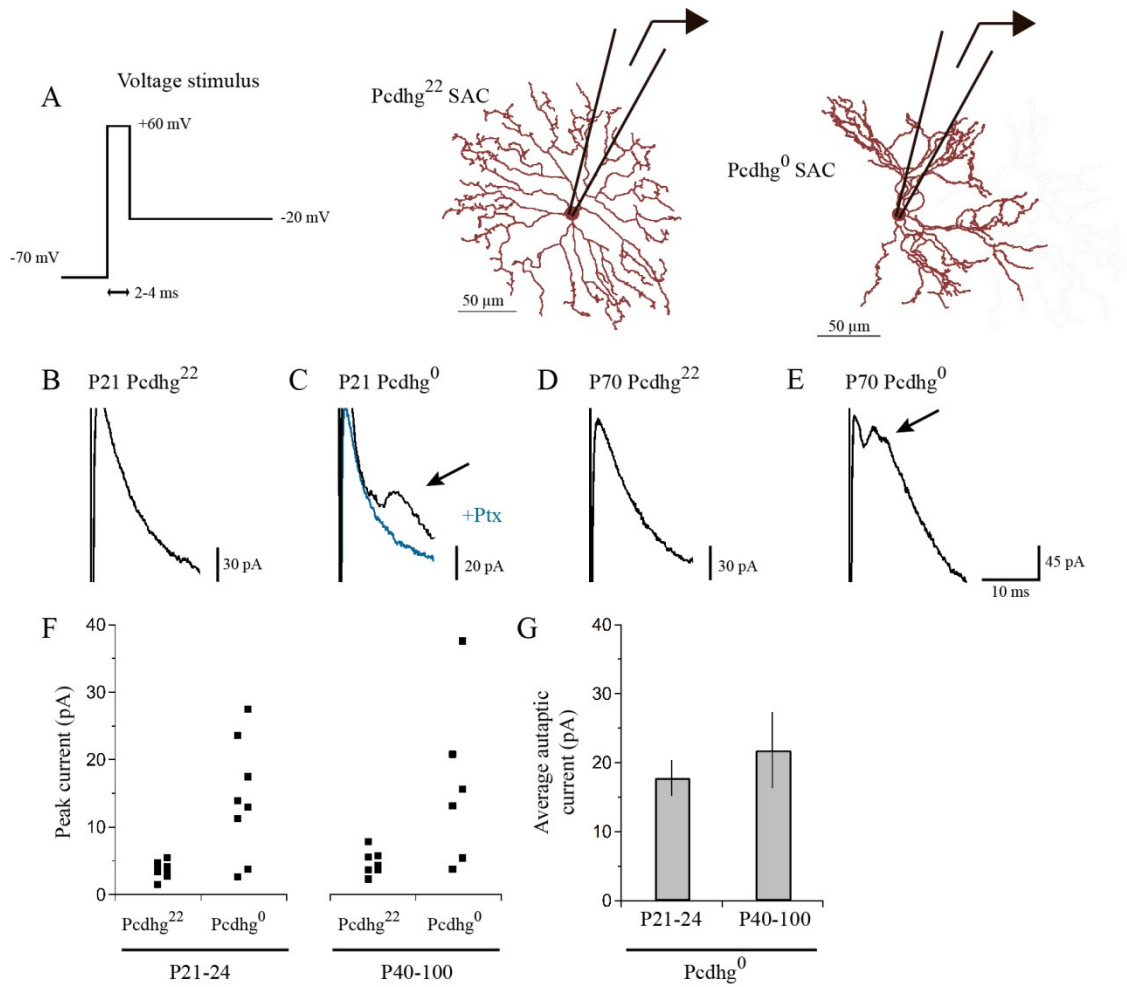 A
Voltage stimulus
+60 mV
-20 mV
-70 mV
2-4 ms
Pcdhg22 SAC
50 µm
Pcdhg0 SAC
50 µm
B P21 Pcdhg22
30 pA
C P21 Pcdhg0
+Ptx
20 pA
D P70 Pcdhg22
30 pA
E P70 Pcdhg0
45 pA
10 ms
F
Peak current (pA)
40
30
20
10
0
Pcdhg22 Pcdhg0 Pcdhg22 Pcdhg0
P21-24 P40-100
G
Average autaptic
current (pA)
40
30
20
10
0
P21-24 P40-100
Pcdhg0